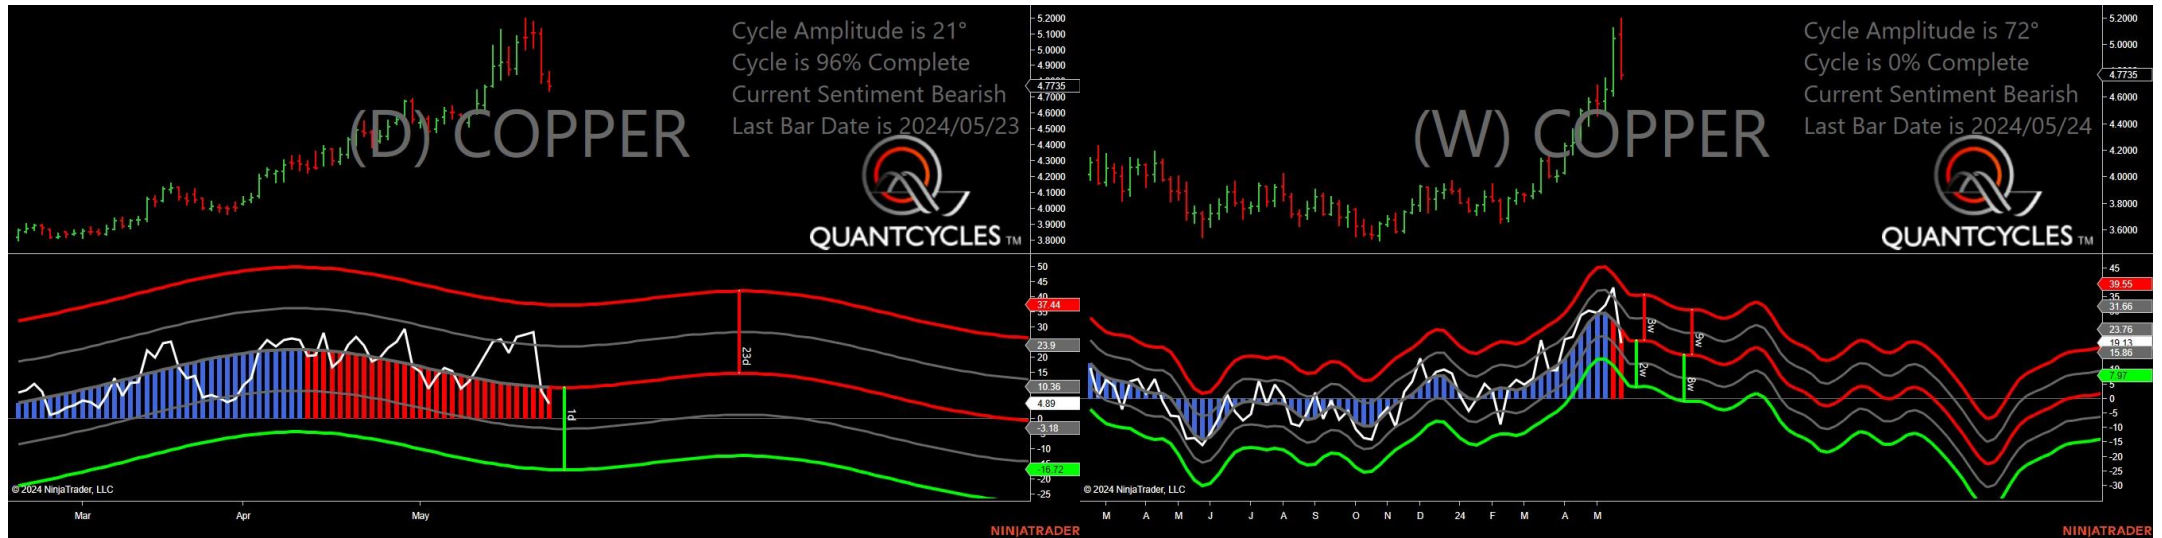 Cycle Amplitude is 21°
Cycle is 96% Complete
Current Sentiment Bearish
Last Bar Date is 2024/05/23
(D) COPPER
QUANTCYCLES TM
5.2000
5.1000
5.0000
4.9000
4.7735
4.7000
4.6000
4.5000
4.4000
4.3000
4.2000
4.1000
4.0000
3.9000
3.8000
50
45
40
37.44
35
30
23.9
20
15
10.36
4.89
0
-3.18
-10
-16.72
-20
-25
23d
1d
© 2024 NinjaTrader, LLC
Mar Apr May
NINJATRADER
Cycle Amplitude is 72°
Cycle is 0% Complete
Current Sentiment Bearish
Last Bar Date is 2024/05/24
(W) COPPER
QUANTCYCLES TM
5.2000
5.0000
4.7735
4.6000
4.4000
4.2000
4.0000
3.8000
3.6000
45
39.55
35
31.66
23.76
19.13
15.86
7.97
5
0
-5
-10
-15
-20
-25
-30
8w
9w
2w
8w
© 2024 NinjaTrader, LLC
M A M J J A S O N D 24 F M A M
NINJATRADER